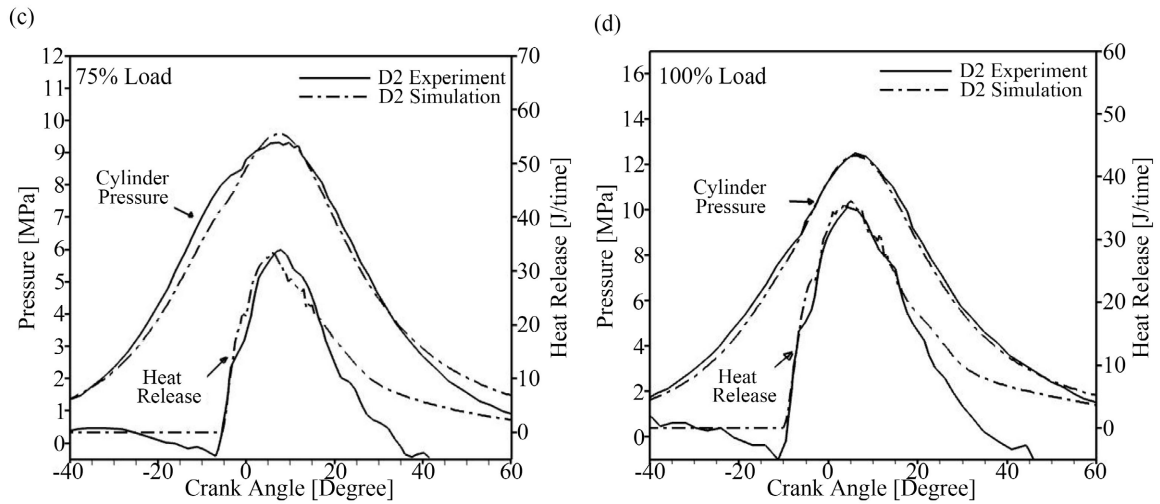 (c)
75% Load
D2 Experiment
D2 Simulation
Cylinder
Pressure
Heat
Release
Pressure [MPa]
12
11
10
9
8
7
6
5
4
3
2
1
0
Heat Release [J/time]
70
60
50
40
30
20
10
0
-40
-20
0
20
40
60
Crank Angle [Degree]
(d)
100% Load
D2 Experiment
D2 Simulation
Cylinder
Pressure
Heat
Release
Pressure [MPa]
16
14
12
10
8
6
4
2
0
Heat Release [J/time]
60
50
40
30
20
10
0
-40
-20
0
20
40
60
Crank Angle [Degree]